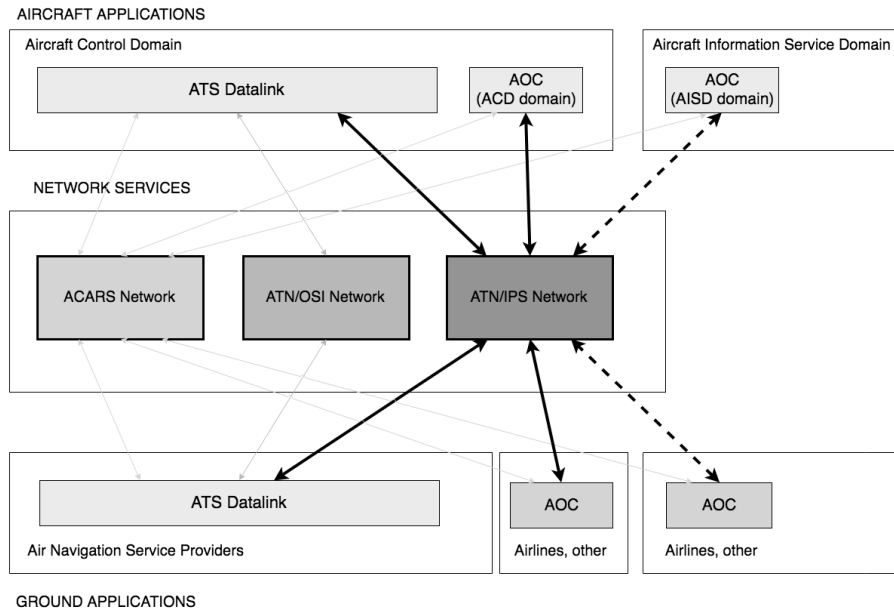 AIRCRAFT APPLICATIONS
Aircraft Control Domain
Aircraft Information Service Domain
ATS Datalink
AOC
(ACD domain)
AOC
(AISD domain)
NETWORK SERVICES
ACARS Network
ATN/OSI Network
ATN/IPS Network
ATS Datalink
AOC
AOC
Air Navigation Service Providers
Airlines, other
Airlines, other
GROUND APPLICATIONS